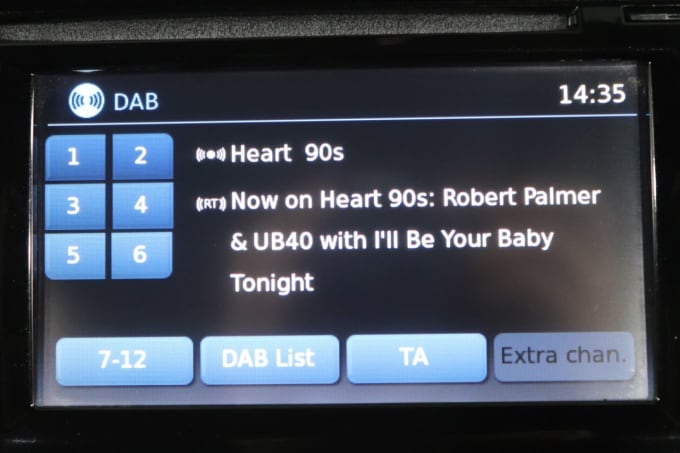 DAB
14:35
1 2
Heart 90s
3 4
(RT) Now on Heart 90s: Robert Palmer
& UB40 with I'll Be Your Baby
5 6
Tonight
7-12
DAB List
TA
Extra chan.